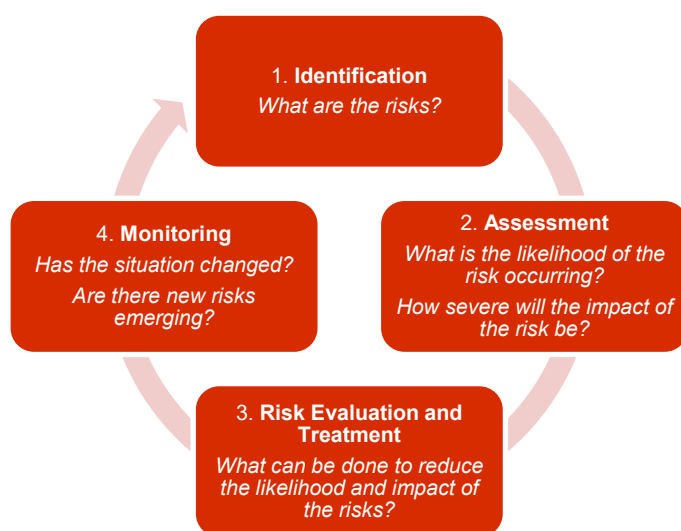 1. Identification
What are the risks?
2. Assessment
What is the likelihood of the
risk occurring?
How severe will the impact of
the risk be?
3. Risk Evaluation and
Treatment
What can be done to reduce
the likelihood and impact of
the risks?
4. Monitoring
Has the situation changed?
Are there new risks
emerging?